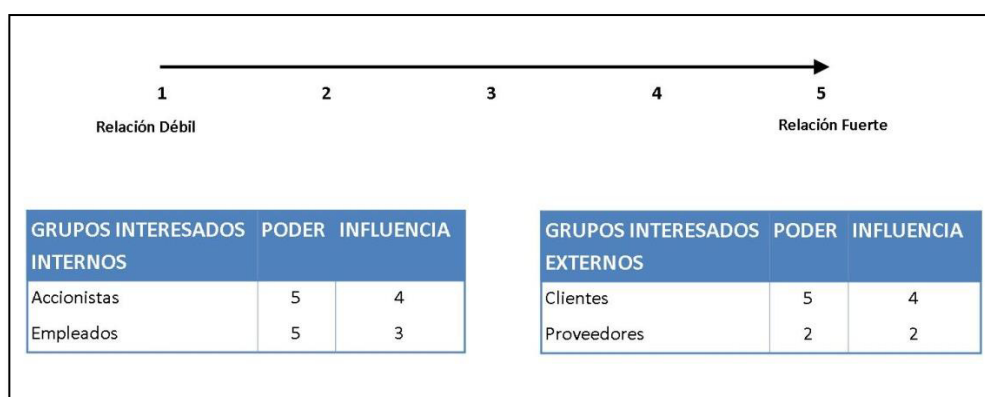 1 2 3 4 5
Relación Débil Relación Fuerte
GRUPOS INTERESADOS PODER INFLUENCIA
INTERNOS
Accionistas 5 4
Empleados 5 3
GRUPOS INTERESADOS PODER INFLUENCIA
EXTERNOS
Clientes 5 4
Proveedores 2 2